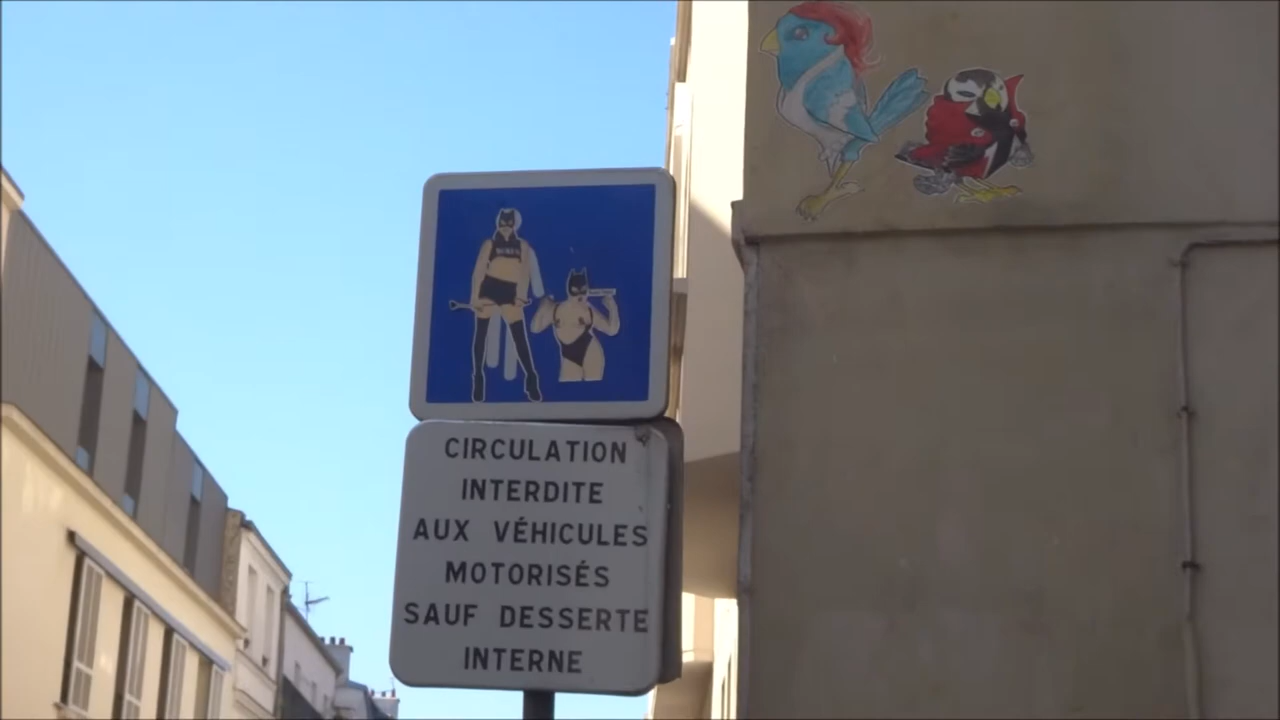 CIRCULATION
INTERDITE
AUX VÉHICULES
MOTORISÉS
SAUF DESSERTE
INTERNE